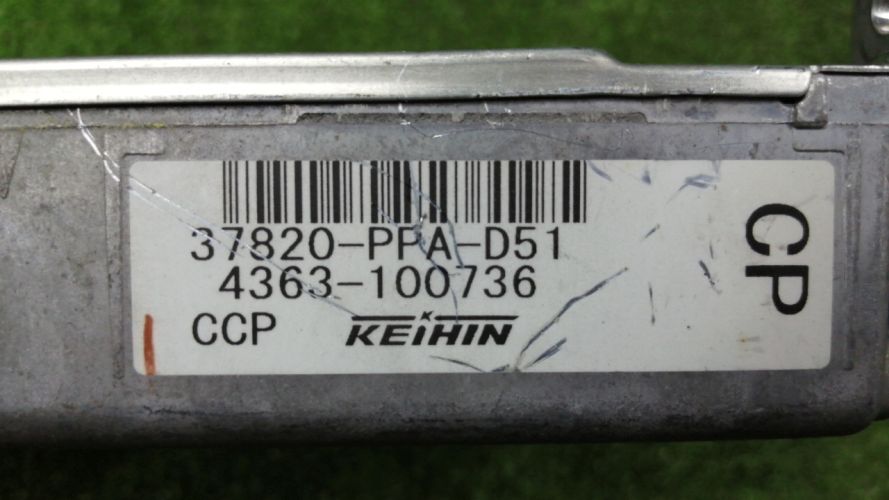 37820-PPA-D51
4363-100736
CCP
KEIHIN
CP